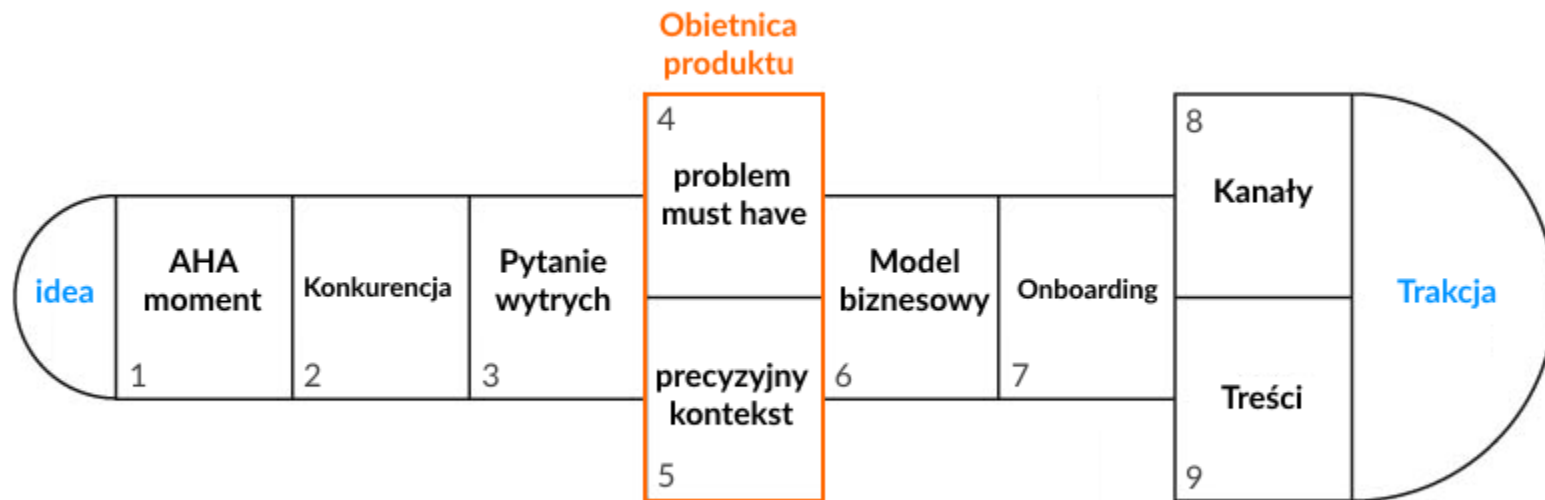 Obietnica
produktu
idea
AHA
moment
1
Konkurencja
2
Pytanie
wytrych
3
4
problem
must have
precyzyjny
kontekst
5
Model
biznesowy
6
Onboarding
7
8
Kanały
Treści
9
Trakcja